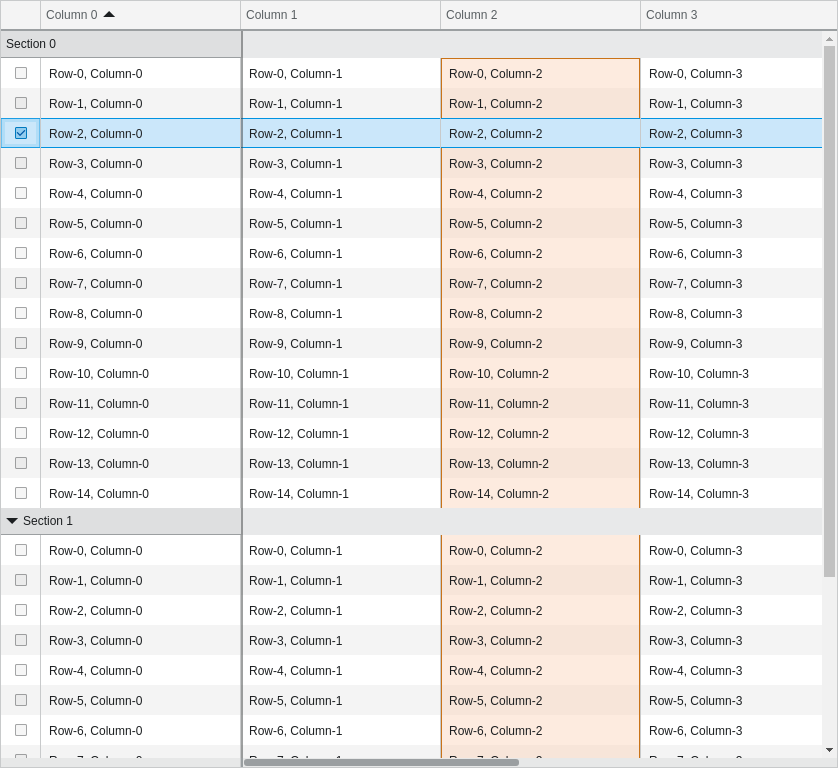 Column 0 Column 1 Column 2 Column 3
Section 0
Row-0, Column-0 Row-0, Column-1 Row-0, Column-2 Row-0, Column-3
Row-1, Column-0 Row-1, Column-1 Row-1, Column-2 Row-1, Column-3
Row-2, Column-0 Row-2, Column-1 Row-2, Column-2 Row-2, Column-3
Row-3, Column-0 Row-3, Column-1 Row-3, Column-2 Row-3, Column-3
Row-4, Column-0 Row-4, Column-1 Row-4, Column-2 Row-4, Column-3
Row-5, Column-0 Row-5, Column-1 Row-5, Column-2 Row-5, Column-3
Row-6, Column-0 Row-6, Column-1 Row-6, Column-2 Row-6, Column-3
Row-7, Column-0 Row-7, Column-1 Row-7, Column-2 Row-7, Column-3
Row-8, Column-0 Row-8, Column-1 Row-8, Column-2 Row-8, Column-3
Row-9, Column-0 Row-9, Column-1 Row-9, Column-2 Row-9, Column-3
Row-10, Column-0 Row-10, Column-1 Row-10, Column-2 Row-10, Column-3
Row-11, Column-0 Row-11, Column-1 Row-11, Column-2 Row-11, Column-3
Row-12, Column-0 Row-12, Column-1 Row-12, Column-2 Row-12, Column-3
Row-13, Column-0 Row-13, Column-1 Row-13, Column-2 Row-13, Column-3
Row-14, Column-0 Row-14, Column-1 Row-14, Column-2 Row-14, Column-3
Section 1
Row-0, Column-0 Row-0, Column-1 Row-0, Column-2 Row-0, Column-3
Row-1, Column-0 Row-1, Column-1 Row-1, Column-2 Row-1, Column-3
Row-2, Column-0 Row-2, Column-1 Row-2, Column-2 Row-2, Column-3
Row-3, Column-0 Row-3, Column-1 Row-3, Column-2 Row-3, Column-3
Row-4, Column-0 Row-4, Column-1 Row-4, Column-2 Row-4, Column-3
Row-5, Column-0 Row-5, Column-1 Row-5, Column-2 Row-5, Column-3
Row-6, Column-0 Row-6, Column-1 Row-6, Column-2 Row-6, Column-3